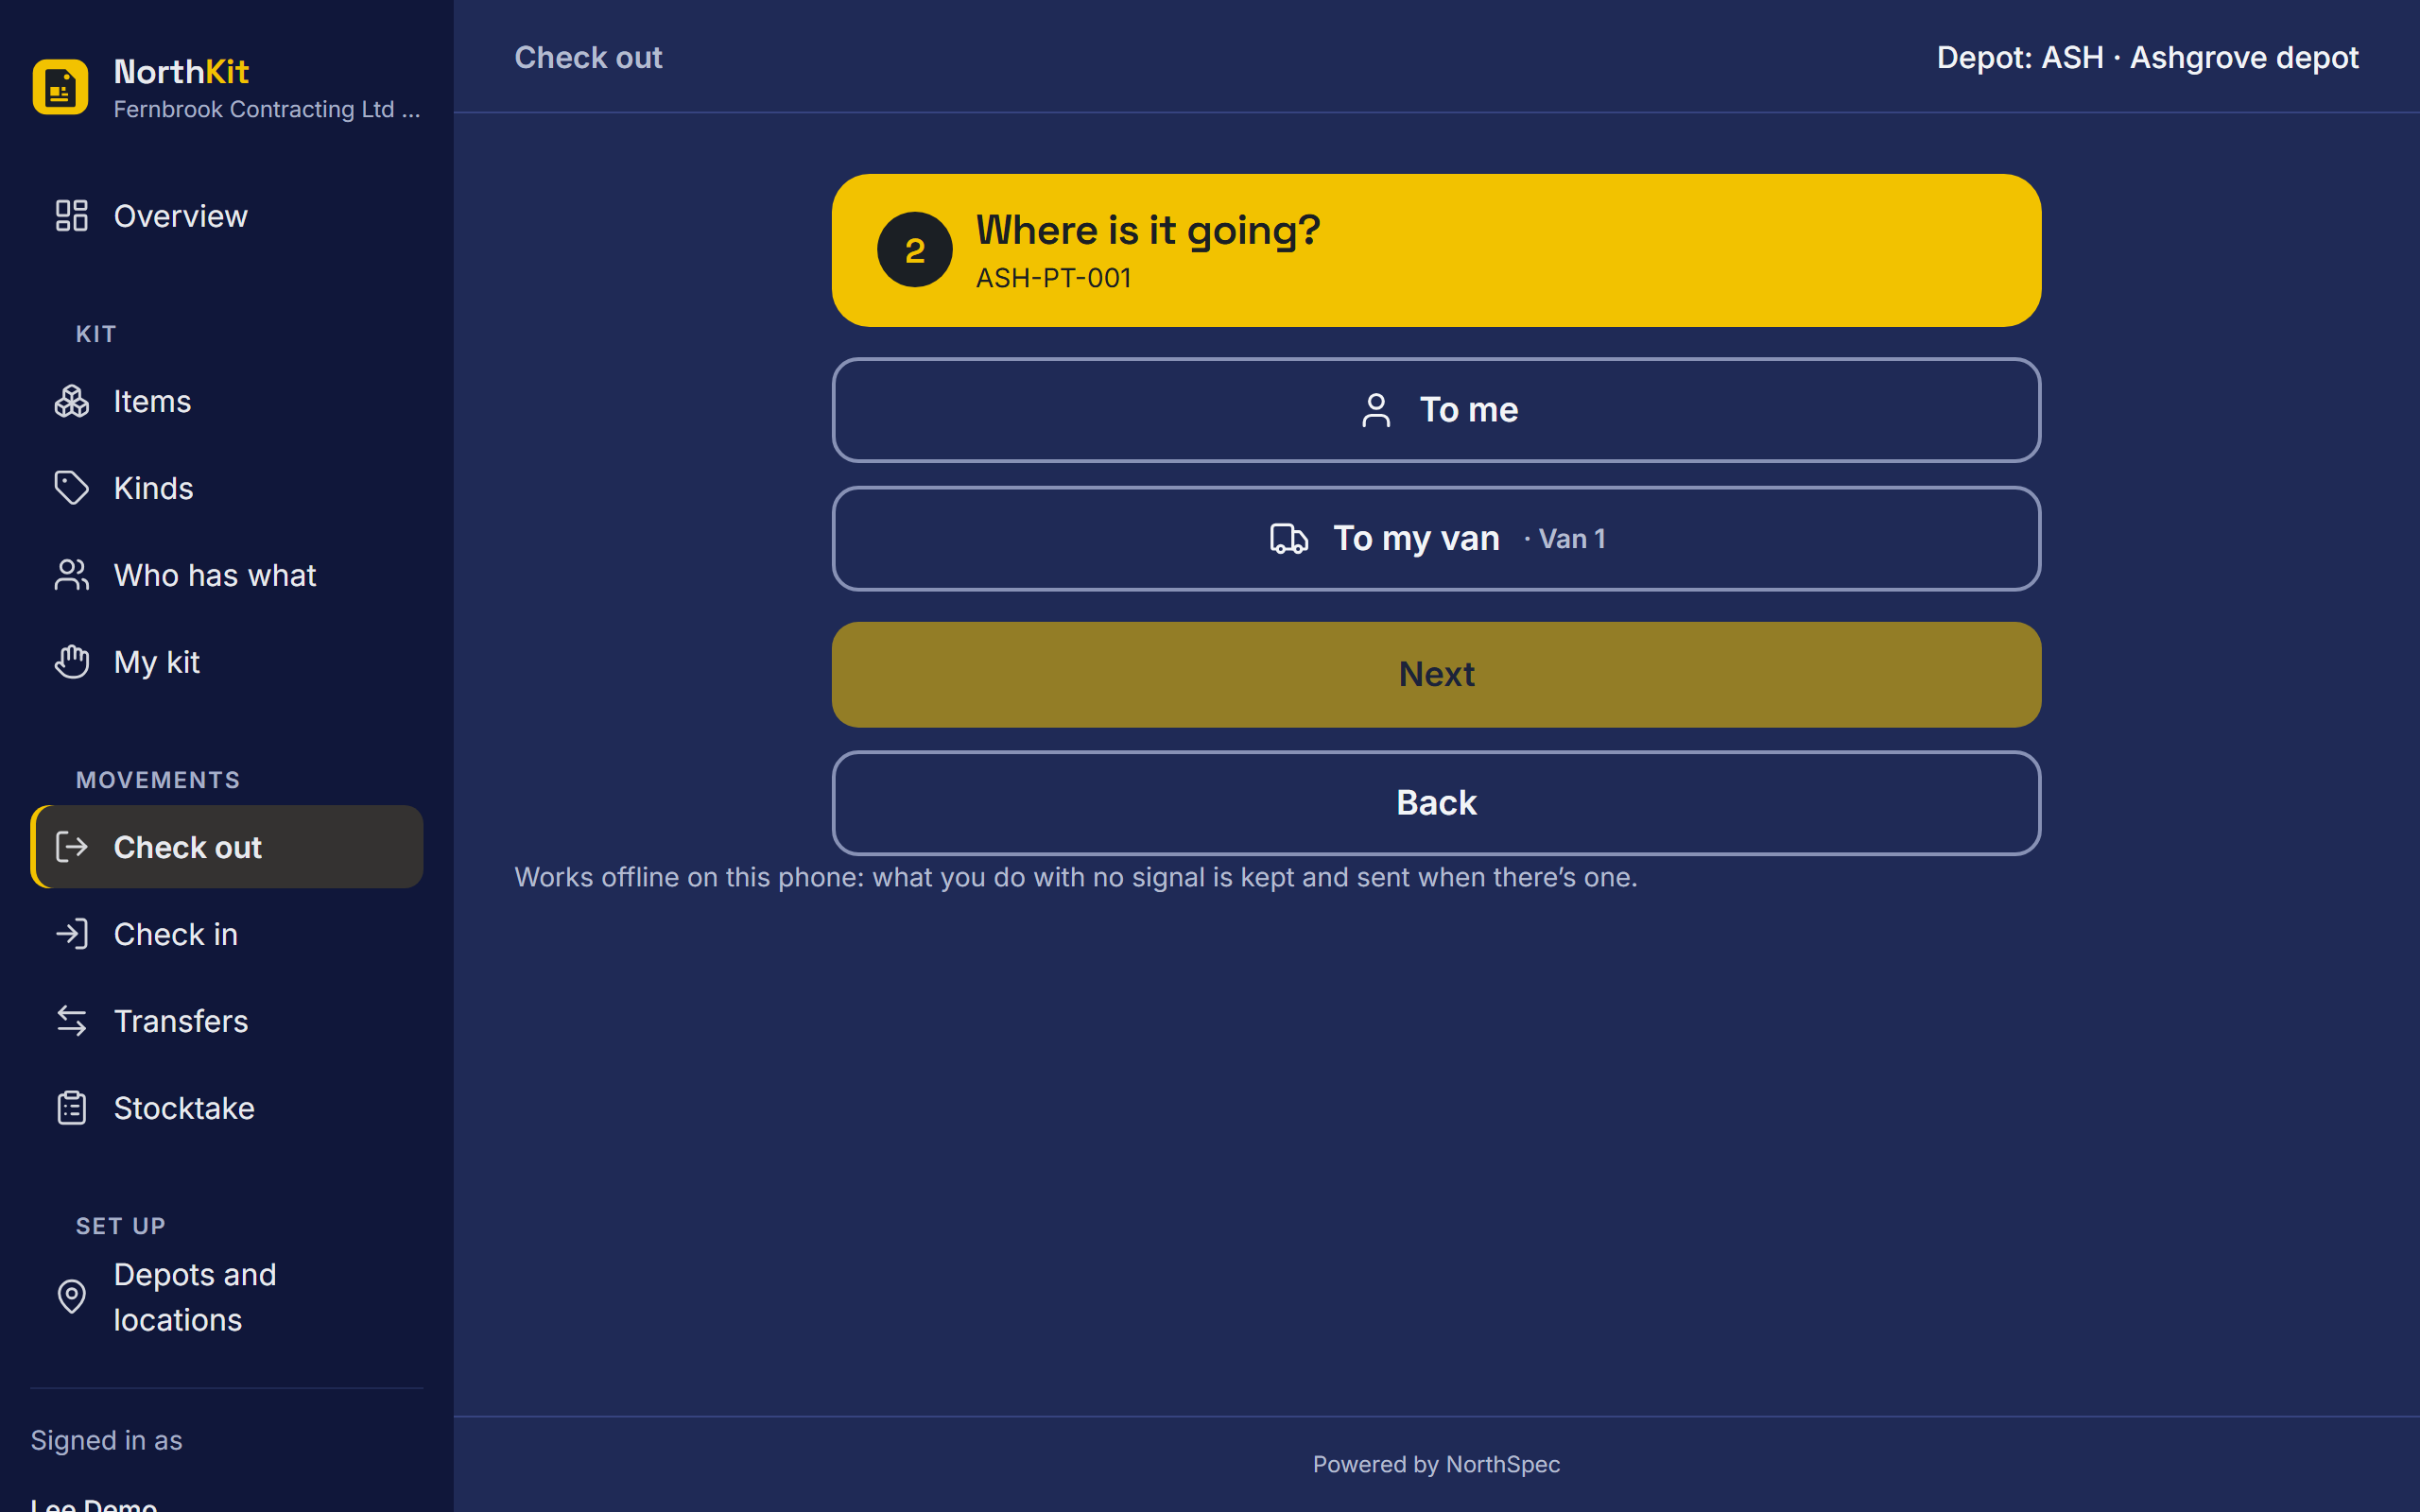 NorthKit
Fernbrook Contracting Ltd ...
Overview
KIT
Items
Kinds
Who has what
My kit
MOVEMENTS
Check out
Check in
Transfers
Stocktake
SET UP
Depots and
locations
Signed in as
Lee Demo
Check out
Depot: ASH · Ashgrove depot
2
Where is it going?
ASH-PT-001
To me
To my van · Van 1
Next
Back
Works offline on this phone: what you do with no signal is kept and sent when there’s one.
Powered by NorthSpec